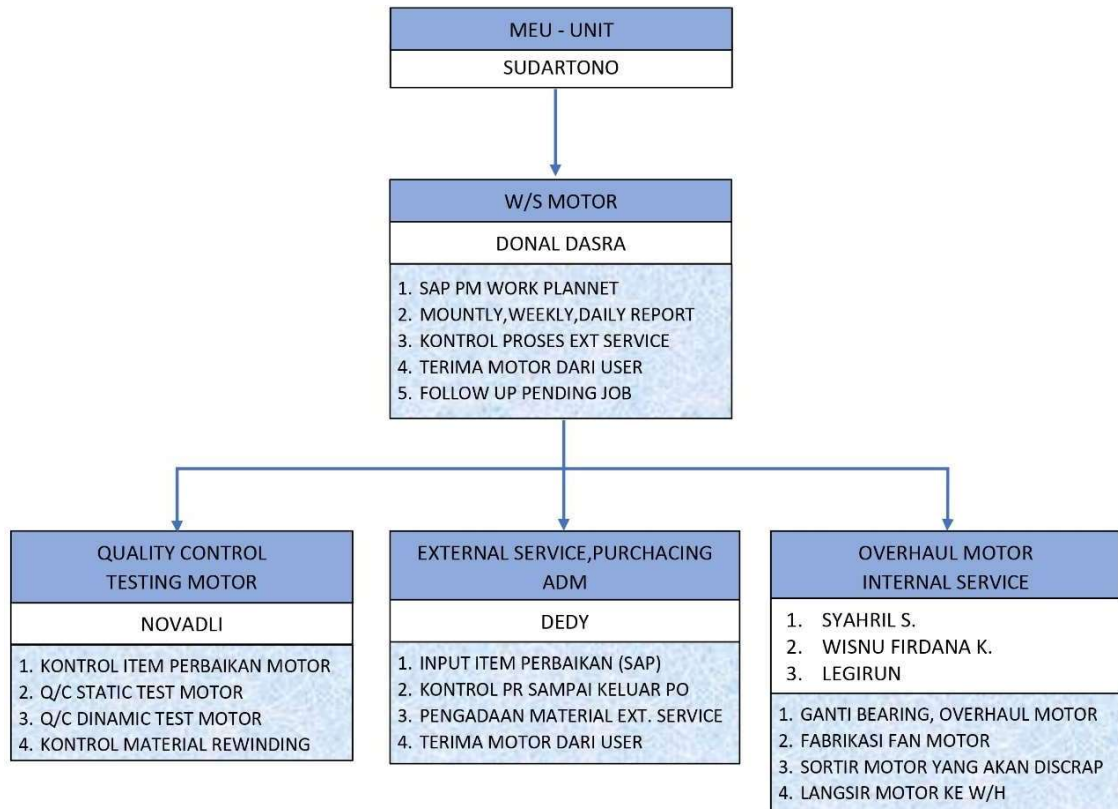 MEU - UNIT
SUDARTONO
W/S MOTOR
DONAL DASRA
1. SAP PM WORK PLANNET
2. MOUNTLY,WEEKLY,DAILY REPORT
3. KONTROL PROSES EXT SERVICE
4. TERIMA MOTOR DARI USER
5. FOLLOW UP PENDING JOB
QUALITY CONTROL
TESTING MOTOR
NOVADLI
1. KONTROL ITEM PERBAIKAN MOTOR
2. Q/C STATIC TEST MOTOR
3. Q/C DINAMIC TEST MOTOR
4. KONTROL MATERIAL REWINDING
EXTERNAL SERVICE,PURCHACING
ADM
DEDY
1. INPUT ITEM PERBAIKAN (SAP)
2. KONTROL PR SAMPAI KELUAR PO
3. PENGADAAN MATERIAL EXT. SERVICE
4. TERIMA MOTOR DARI USER
OVERHAUL MOTOR
INTERNAL SERVICE
1. SYAHRIL S.
2. WISNU FIRDANA K.
3. LEGIRUN
1. GANTI BEARING, OVERHAUL MOTOR
2. FABRIKASI FAN MOTOR
3. SORTIR MOTOR YANG AKAN DISCRAP
4. LANGSIR MOTOR KE W/H